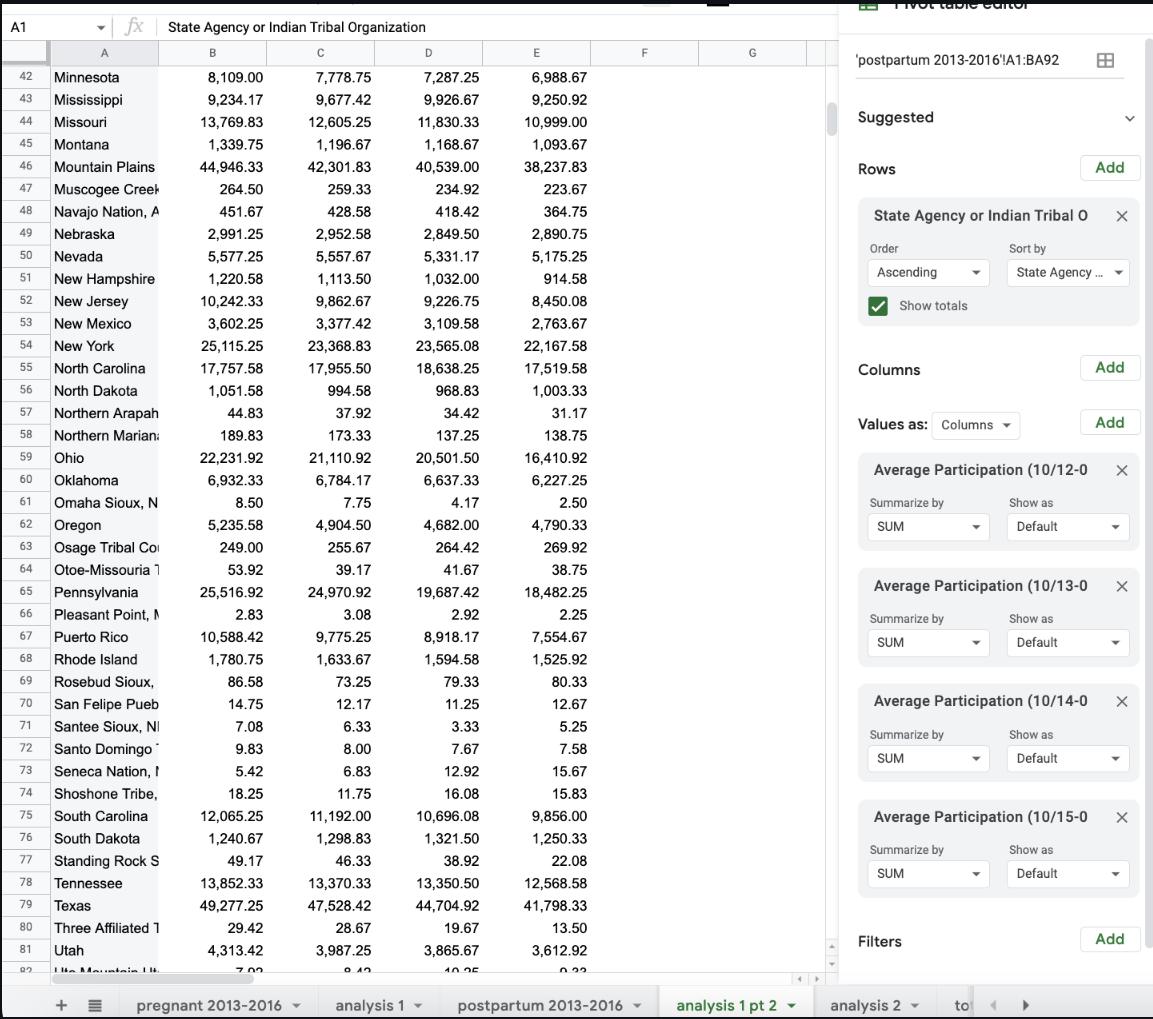 Pivot table editor
A1 fx State Agency or Indian Tribal Organization
'postpartum 2013-2016'!A1:BA92
A B C D E F G
42 Minnesota 8,109.00 7,778.75 7,287.25 6,988.67
43 Mississippi 9,234.17 9,677.42 9,926.67 9,250.92
44 Missouri 13,769.83 12,605.25 11,830.33 10,999.00
45 Montana 1,339.75 1,196.67 1,168.67 1,093.67
46 Mountain Plains 44,946.33 42,301.83 40,539.00 38,237.83
47 Muscogee Creek 264.50 259.33 234.92 223.67
48 Navajo Nation, A 451.67 428.58 418.42 364.75
49 Nebraska 2,991.25 2,952.58 2,849.50 2,890.75
50 Nevada 5,577.25 5,557.67 5,331.17 5,175.25
51 New Hampshire 1,220.58 1,113.50 1,032.00 914.58
52 New Jersey 10,242.33 9,862.67 9,226.75 8,450.08
53 New Mexico 3,602.25 3,377.42 3,109.58 2,763.67
54 New York 25,115.25 23,368.83 23,565.08 22,167.58
55 North Carolina 17,757.58 17,955.50 18,638.25 17,519.58
56 North Dakota 1,051.58 994.58 968.83 1,003.33
57 Northern Arapah 44.83 37.92 34.42 31.17
58 Northern Mariana 189.83 173.33 137.25 138.75
59 Ohio 22,231.92 21,110.92 20,501.50 16,410.92
60 Oklahoma 6,932.33 6,784.17 6,637.33 6,227.25
61 Omaha Sioux, N 8.50 7.75 4.17 2.50
62 Oregon 5,235.58 4,904.50 4,682.00 4,790.33
63 Osage Tribal Cou 249.00 255.67 264.42 269.92
64 Otoe-Missouria T 53.92 39.17 41.67 38.75
65 Pennsylvania 25,516.92 24,970.92 19,687.42 18,482.25
66 Pleasant Point, M 2.83 3.08 2.92 2.25
67 Puerto Rico 10,588.42 9,775.25 8,918.17 7,554.67
68 Rhode Island 1,780.75 1,633.67 1,594.58 1,525.92
69 Rosebud Sioux, 86.58 73.25 79.33 80.33
70 San Felipe Pueb 14.75 12.17 11.25 12.67
71 Santee Sioux, NE 7.08 6.33 3.33 5.25
72 Santo Domingo T 9.83 8.00 7.67 7.58
73 Seneca Nation, N 5.42 6.83 12.92 15.67
74 Shoshone Tribe, 18.25 11.75 16.08 15.83
75 South Carolina 12,065.25 11,192.00 10,696.08 9,856.00
76 South Dakota 1,240.67 1,298.83 1,321.50 1,250.33
77 Standing Rock S 49.17 46.33 38.92 22.08
78 Tennessee 13,852.33 13,370.33 13,350.50 12,568.58
79 Texas 49,277.25 47,528.42 44,704.92 41,798.33
80 Three Affiliated T 29.42 28.67 19.67 13.50
81 Utah 4,313.42 3,987.25 3,865.67 3,612.92
82 Ute Mountain Ut 7.92 8.42 10.25 9.33
Suggested
Rows Add
State Agency or Indian Tribal O
Order Sort by
Ascending State Agency ...
Show totals
Columns Add
Values as: Columns Add
Average Participation (10/12-0
Summarize by Show as
SUM Default
Average Participation (10/13-0
Summarize by Show as
SUM Default
Average Participation (10/14-0
Summarize by Show as
SUM Default
Average Participation (10/15-0
Summarize by Show as
SUM Default
Filters Add
pregnant 2013-2016 analysis 1 postpartum 2013-2016 analysis 1 pt 2 analysis 2 to